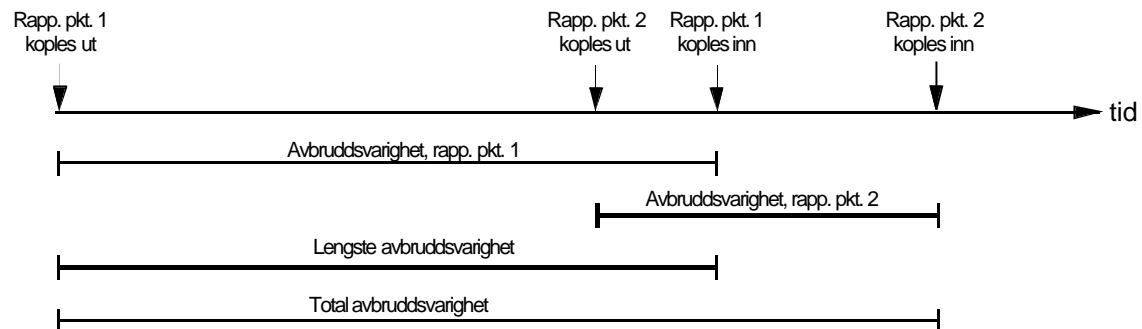 Rapp. pkt. 1
koples ut
Rapp. pkt. 2
koples ut
Rapp. pkt. 1
koples inn
Rapp. pkt. 2
koples inn
tid
Avbruddsvarighet, rapp. pkt. 1
Avbruddsvarighet, rapp. pkt. 2
Lengste avbruddsvarighet
Total avbruddsvarighet